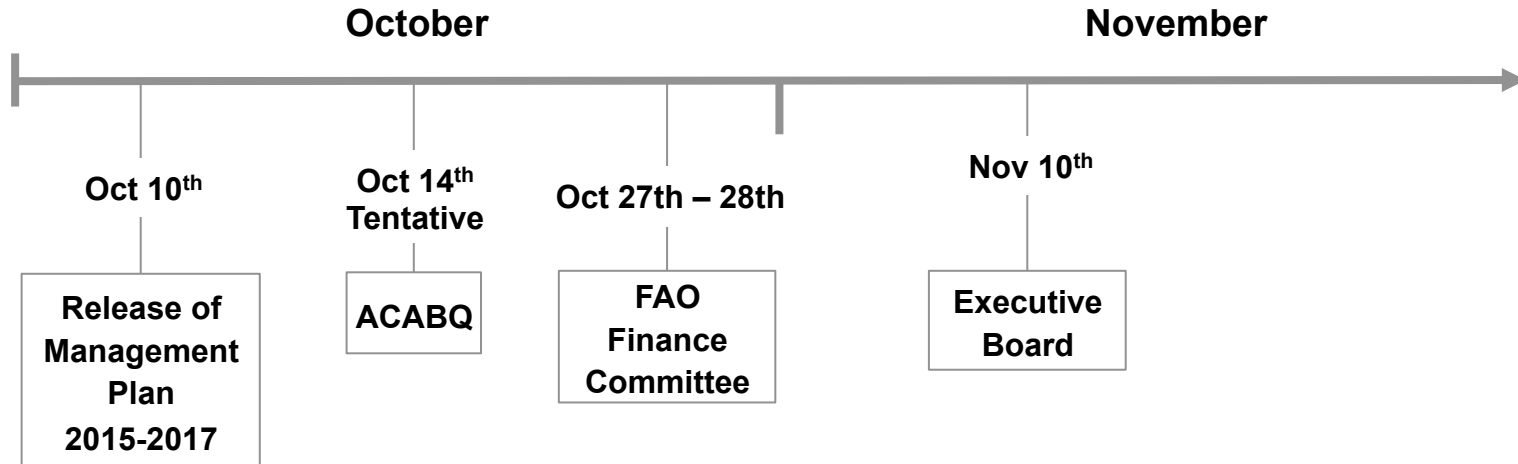 October
November
Oct 10th
Oct 14th
Tentative
Oct 27th – 28th
Nov 10th
Release of
Management
Plan
2015-2017
ACABQ
FAO
Finance
Committee
Executive
Board